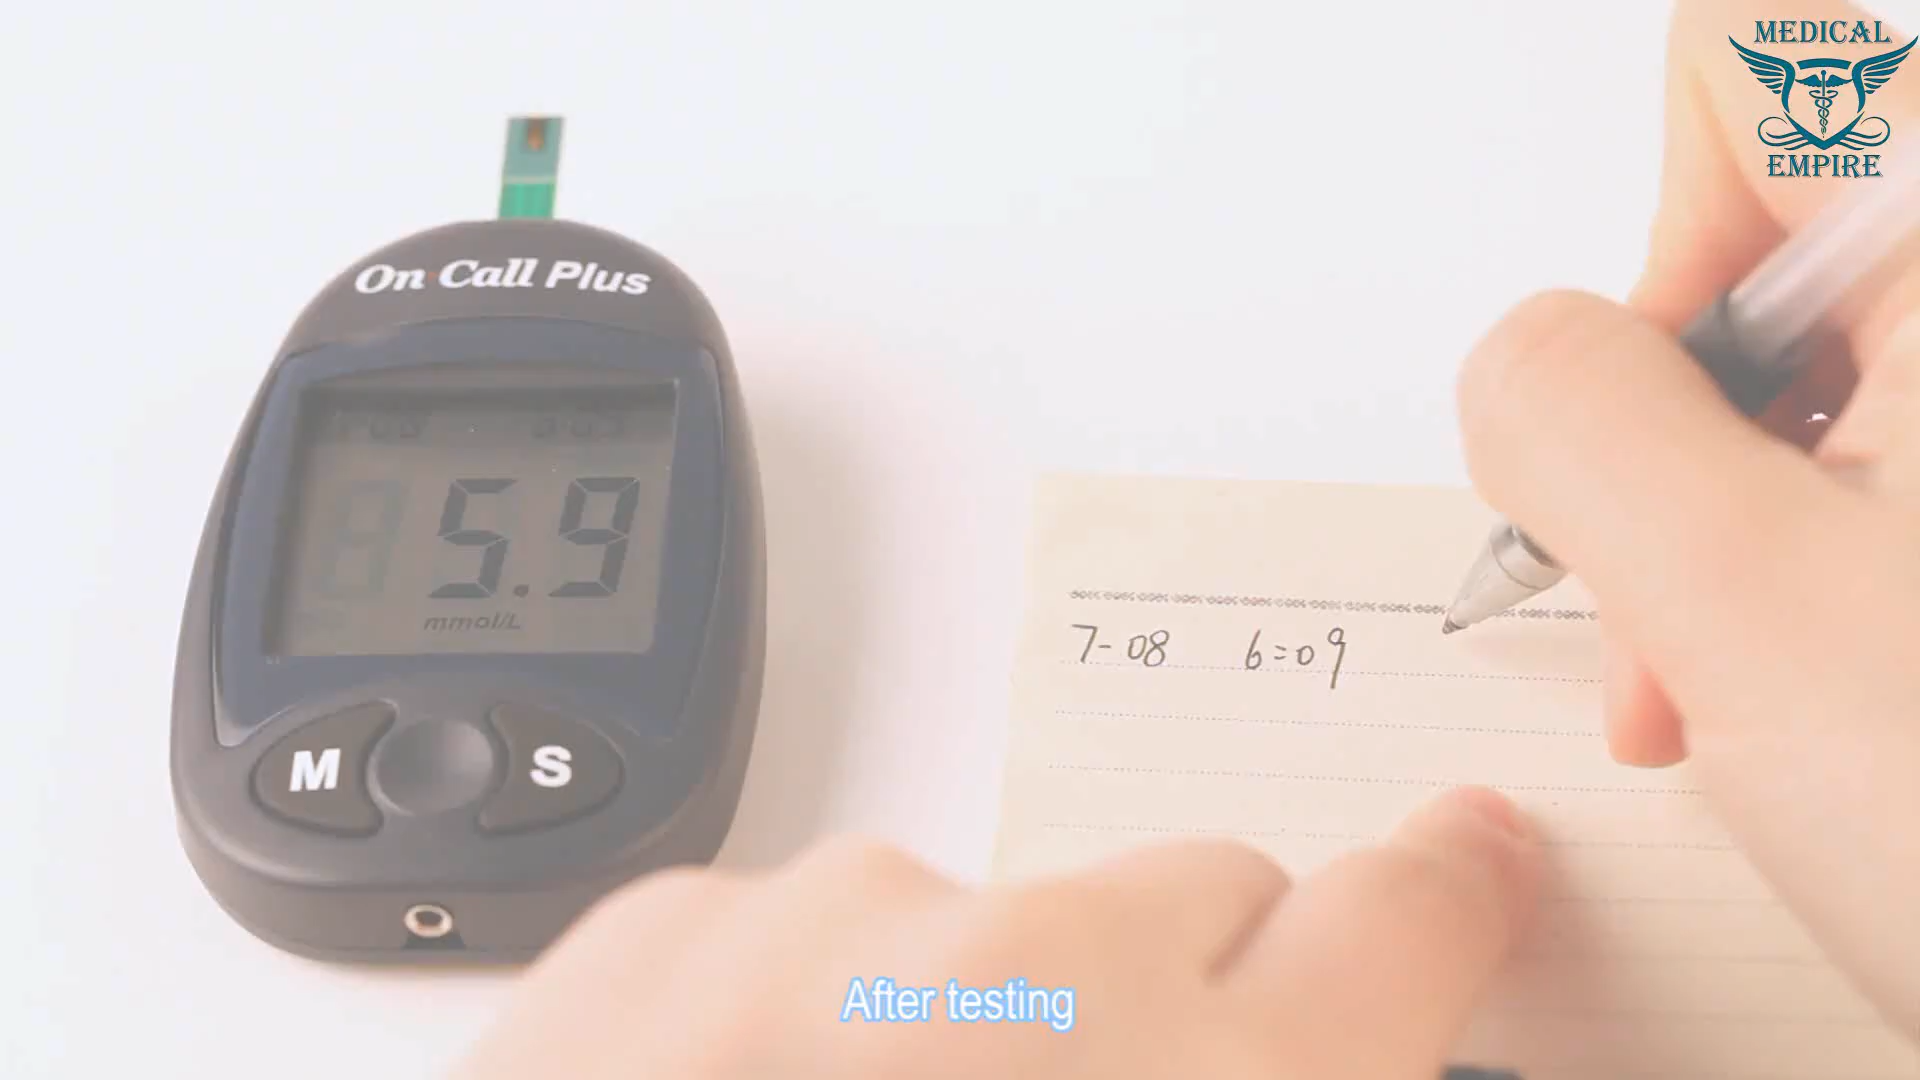 MEDICAL
EMPIRE
On Call Plus
5.9
mmol/L
M
S
7-08 6=09
After testing